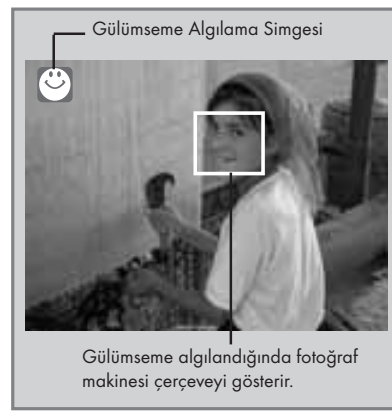 Gülümseme Algılama Simgesi
Gülümseme algılandığında fotoğraf
makinesi çerçeveyi gösterir.